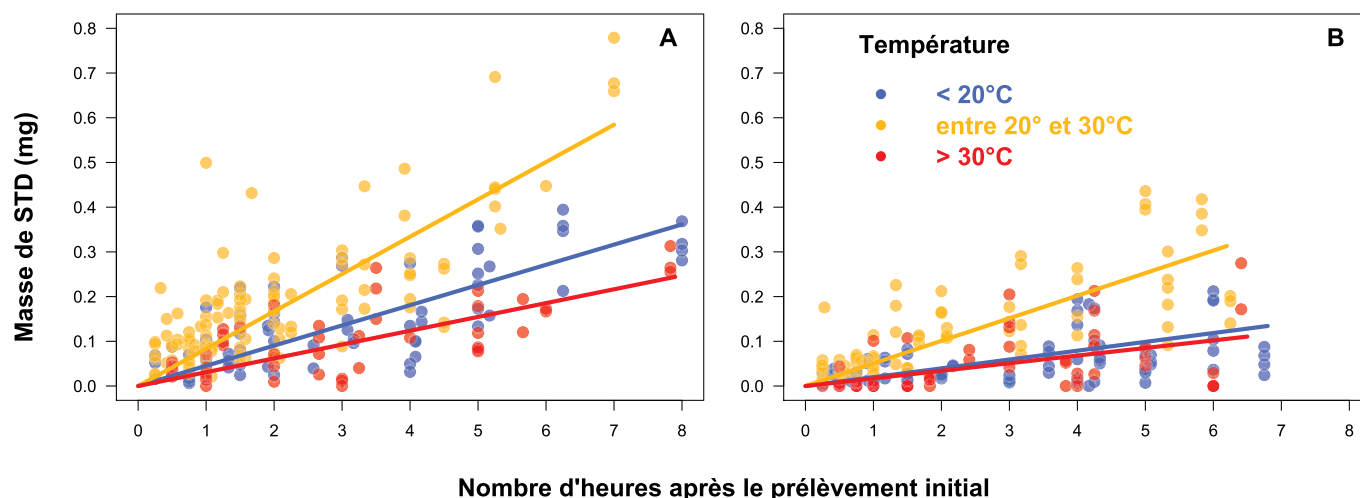 A
B
Température
< 20°C
entre 20° et 30°C
> 30°C
Masse de STD (mg)
0.8
0.7
0.6
0.5
0.4
0.3
0.2
0.1
0.0
0 1 2 3 4 5 6 7 8
0.8
0.7
0.6
0.5
0.4
0.3
0.2
0.1
0.0
0 1 2 3 4 5 6 7 8
Nombre d'heures après le prélèvement initial